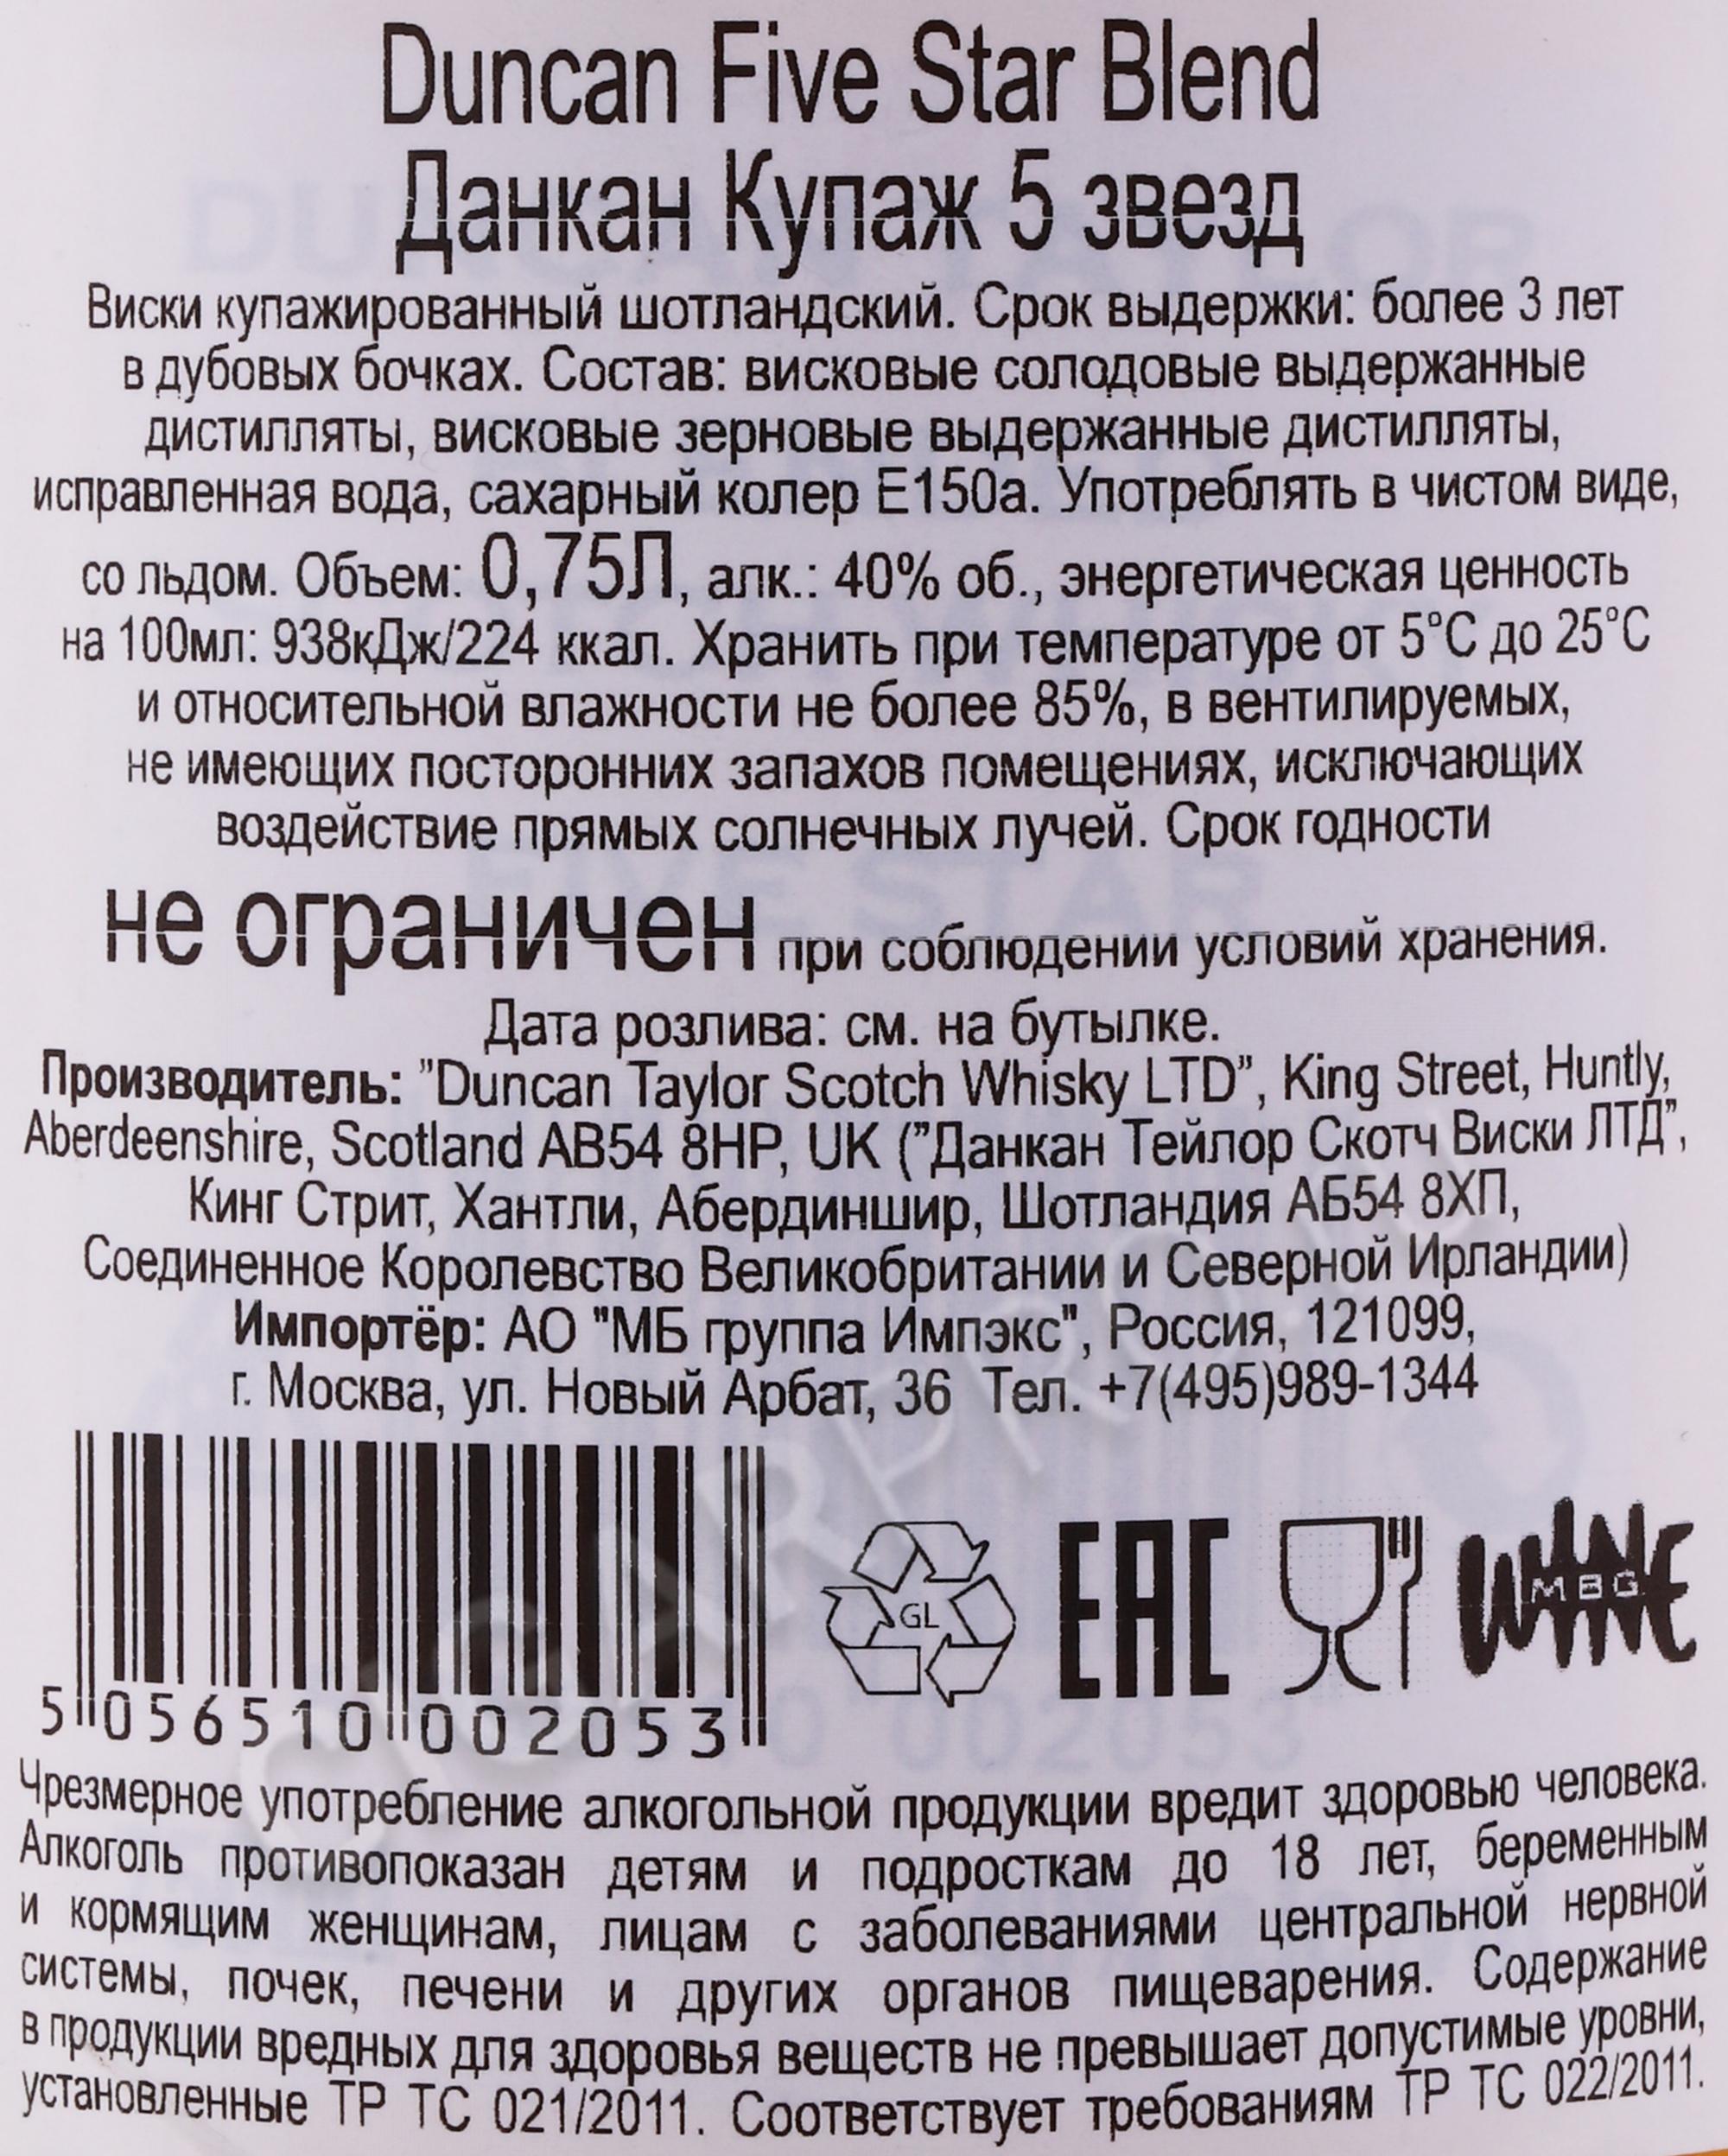 Duncan Five Star Blend
Данкан Купаж 5 звезд
Виски купажированный шотландский. Срок выдержки: более 3 лет
в дубовых бочках. Состав: висковые солодовые выдержанные
дистилляты, висковые зерновые выдержанные дистилляты,
исправленная вода, сахарный колер Е150а. Употреблять в чистом виде,
со льдом. Объем: 0,75Л, алк.: 40% об., энергетическая ценность
на 100мл: 938кДж/224 ккал. Хранить при температуре от 5°С до 25°С
и относительной влажности не более 85%, в вентилируемых,
не имеющих посторонних запахов помещениях, исключающих
воздействие прямых солнечных лучей. Срок годности
не ограничен при соблюдении условий хранения.
Дата розлива: см. на бутылке.
Производитель: "Duncan Taylor Scotch Whisky LTD", King Street, Huntly,
Aberdeenshire, Scotland AB54 8HP, UK ("Данкан Тейлор Скотч Виски ЛТД",
Кинг Стрит, Хантли, Абердиншир, Шотландия АБ54 8ХП,
Соединенное Королевство Великобритании и Северной Ирландии)
Импортёр: АО "МБ группа Импэкс", Россия, 121099,
г. Москва, ул. Новый Арбат, 36 Тел. +7(495)989-1344
GL EAC WINE MBG
5 056510 002053
Чрезмерное употребление алкогольной продукции вредит здоровью человека.
Алкоголь противопоказан детям и подросткам до 18 лет, беременным
и кормящим женщинам, лицам с заболеваниями центральной нервной
системы, почек, печени и других органов пищеварения. Содержание
в продукции вредных для здоровья веществ не превышает допустимые уровни,
установленные ТР ТС 021/2011. Соответствует требованиям ТР ТС 022/2011.